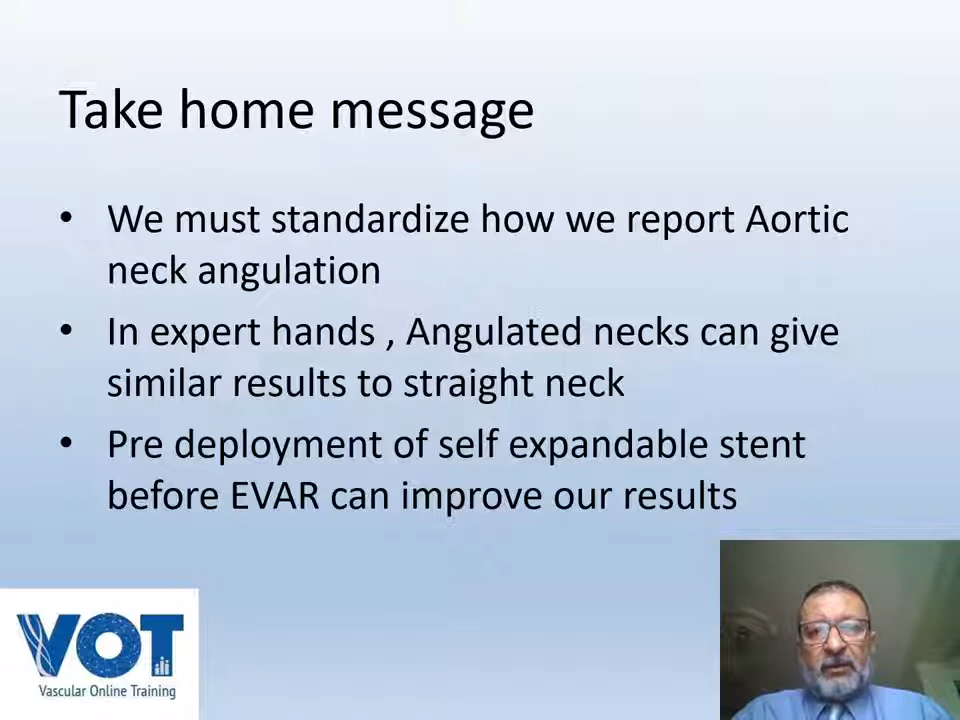 Take home message
• We must standardize how we report Aortic
neck angulation
• In expert hands , Angulated necks can give
similar results to straight neck
• Pre deployment of self expandable stent
before EVAR can improve our results
VOT
Vascular Online Training